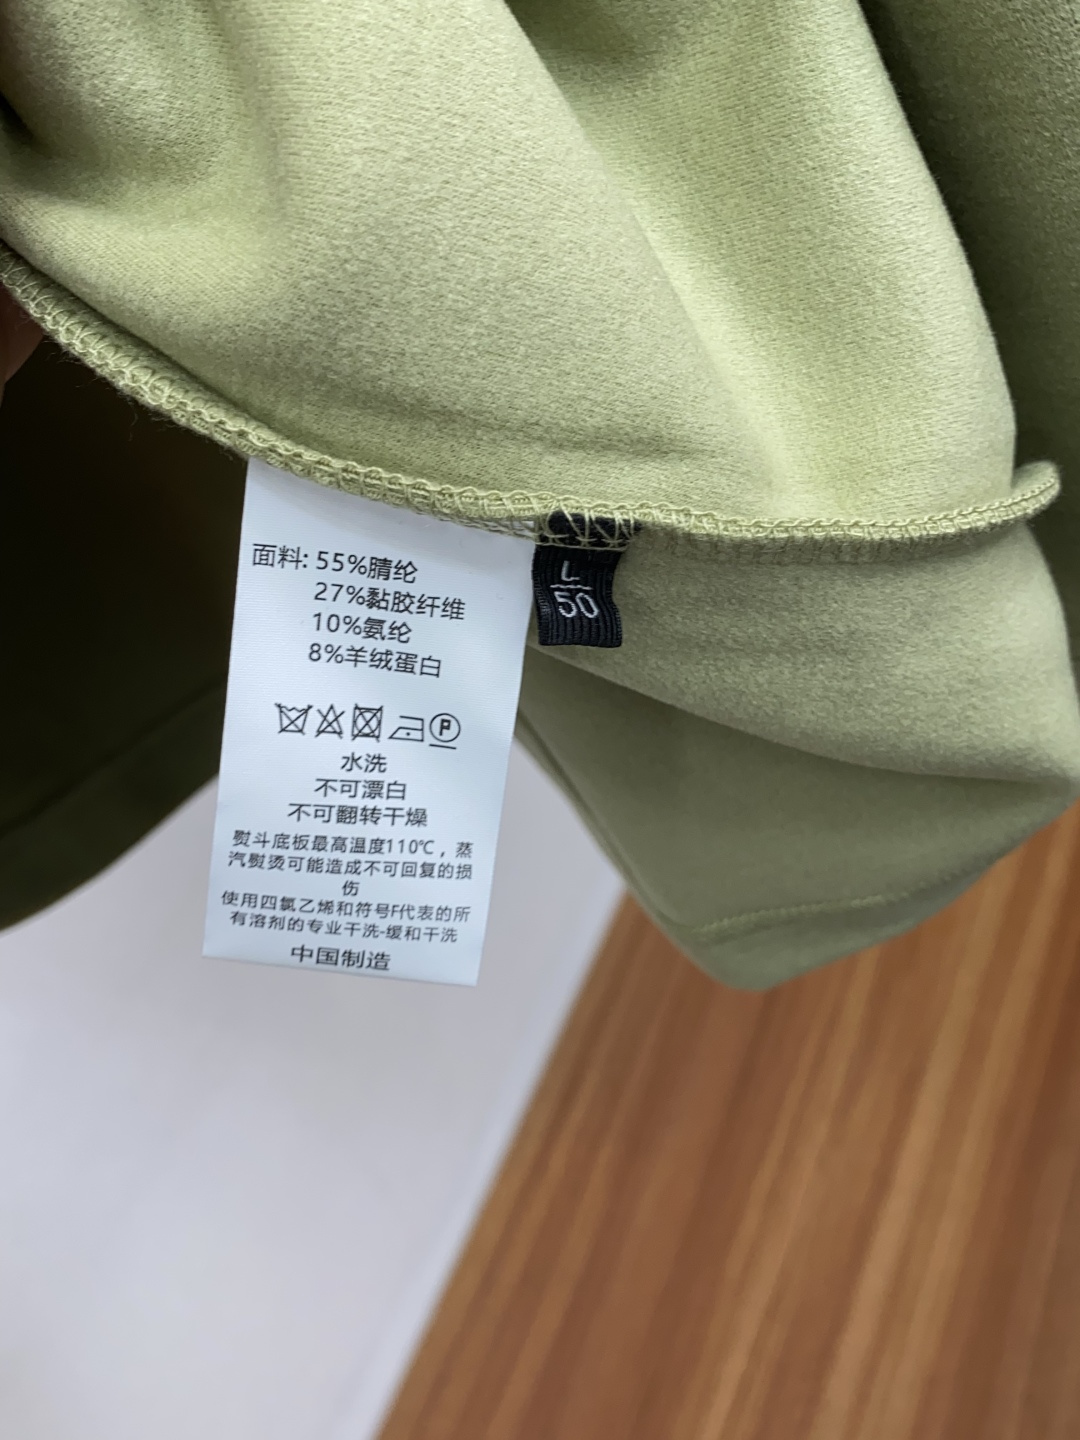 面料: 55%腈纶
27%黏胶纤维
10%氨纶
8%羊绒蛋白
P
水洗
不可漂白
不可翻转干燥
熨斗底板最高温度110℃，蒸
汽熨烫可能造成不可回复的损
伤
使用四氯乙烯和符号F代表的所
有溶剂的专业干洗-缓和干洗
中国制造
L
50